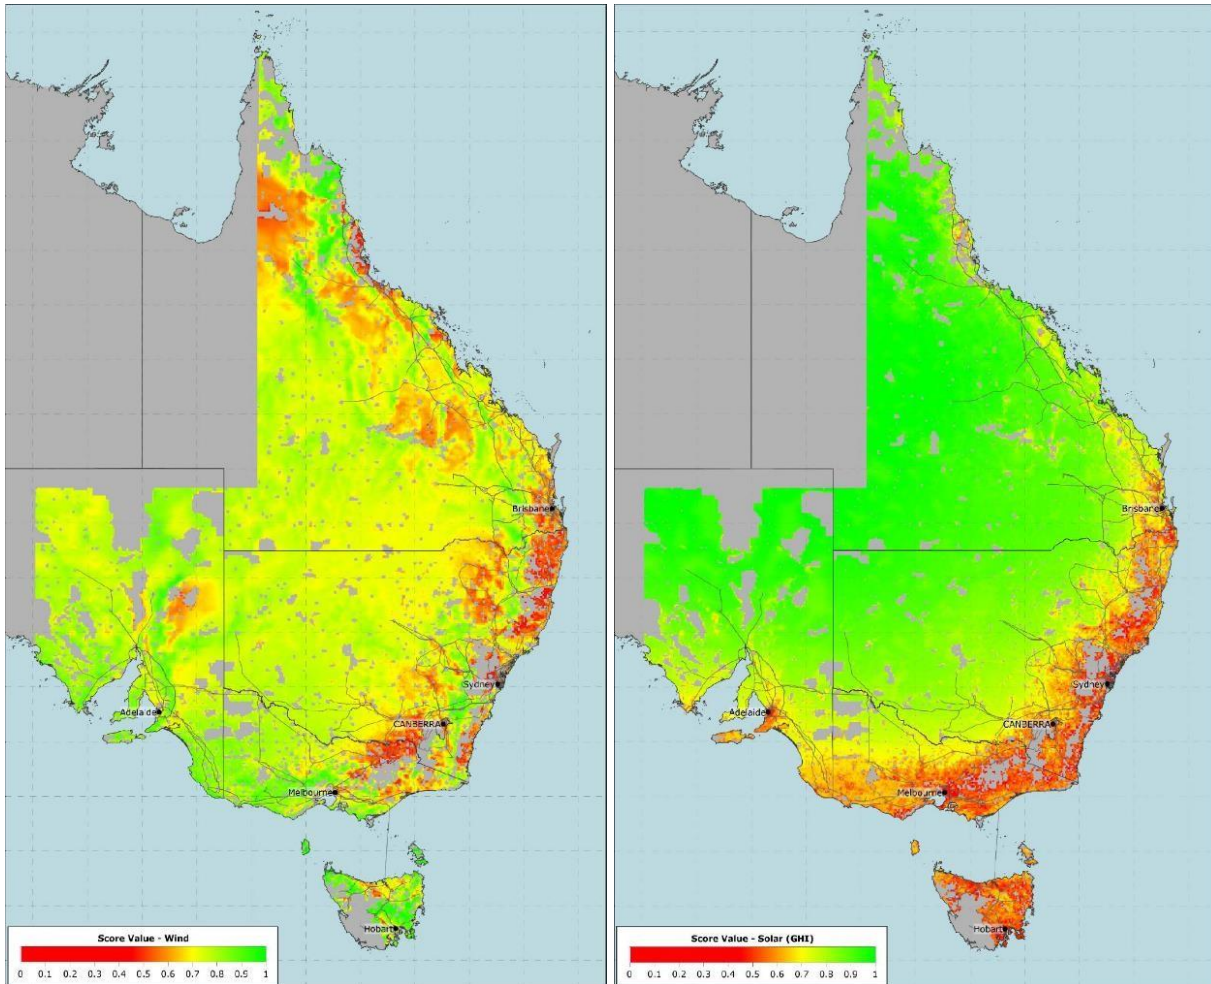 Brisbane
Sydney
Adelaide
CANBERRA
Melbourne
Hobart
Score Value - Wind
0 0.1 0.2 0.3 0.4 0.5 0.6 0.7 0.8 0.9 1
Brisbane
Sydney
Adelaide
CANBERRA
Melbourne
Hobart
Score Value - Solar (GHI)
0 0.1 0.2 0.3 0.4 0.5 0.6 0.7 0.8 0.9 1